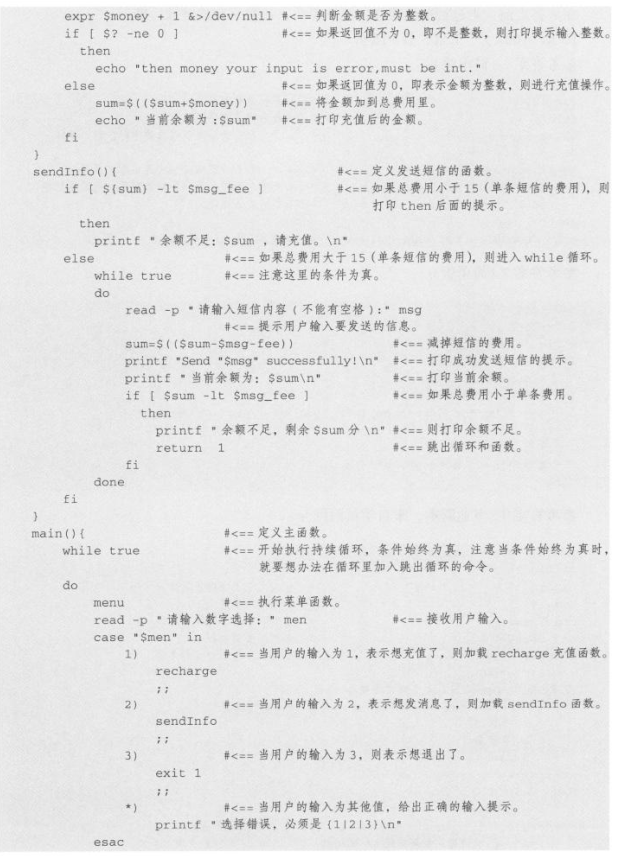 expr $money + 1 &>/dev/null #<== 判断金额是否为整数。
if [ $? -ne 0 ] #<== 如果返回值不为 0，即不是整数，则打印提示输入整数。
then
echo "then money your input is error,must be int."
else #<== 如果返回值为 0，即表示金额为整数，则进行充值操作。
sum=$(($sum+$money)) #<== 将金额加到总费用里。
echo "当前余额为 :$sum" #<== 打印充值后的金额。
fi
}
sendInfo(){ #<== 定义发送短信的函数。
if [ ${sum} -lt $msg_fee ] #<== 如果总费用小于 15（单条短信的费用），则
打印 then 后面的提示。
then
printf "余额不足：$sum ，请充值。\n"
else #<== 如果总费用大于 15（单条短信的费用），则进入 while 循环。
while true #<== 注意这里的条件为真。
do
read -p "请输入短信内容（不能有空格）:" msg
#<== 提示用户输入要发送的信息。
sum=$(($sum-$msg-fee)) #<== 减掉短信的费用。
printf "Send "$msg" successfully!\n" #<== 打印成功发送短信的提示。
printf "当前余额为：$sum\n" #<== 打印当前余额。
if [ $sum -lt $msg_fee ] #<== 如果总费用小于单条费用。
then
printf "余额不足，剩余 $sum 分 \n" #<== 则打印余额不足。
return 1 #<== 跳出循环和函数。
fi
done
fi
}
main(){ #<== 定义主函数。
while true #<== 开始执行持续循环，条件始终为真，注意当条件始终为真时，
就要想办法在循环里加入跳出循环的命令。
do
menu #<== 执行菜单函数。
read -p "请输入数字选择：" men #<== 接收用户输入。
case "$men" in
1) #<== 当用户的输入为 1，表示想充值了，则加载 recharge 充值函数。
recharge
;;
2) #<== 当用户的输入为 2，表示想发消息了，则加载 sendInfo 函数。
sendInfo
;;
3) #<== 当用户的输入为 3，则表示想退出了。
exit 1
;;
*) #<== 当用户的输入为其他值，给出正确的输入提示。
printf "选择错误，必须是 {1|2|3}\n"
esac